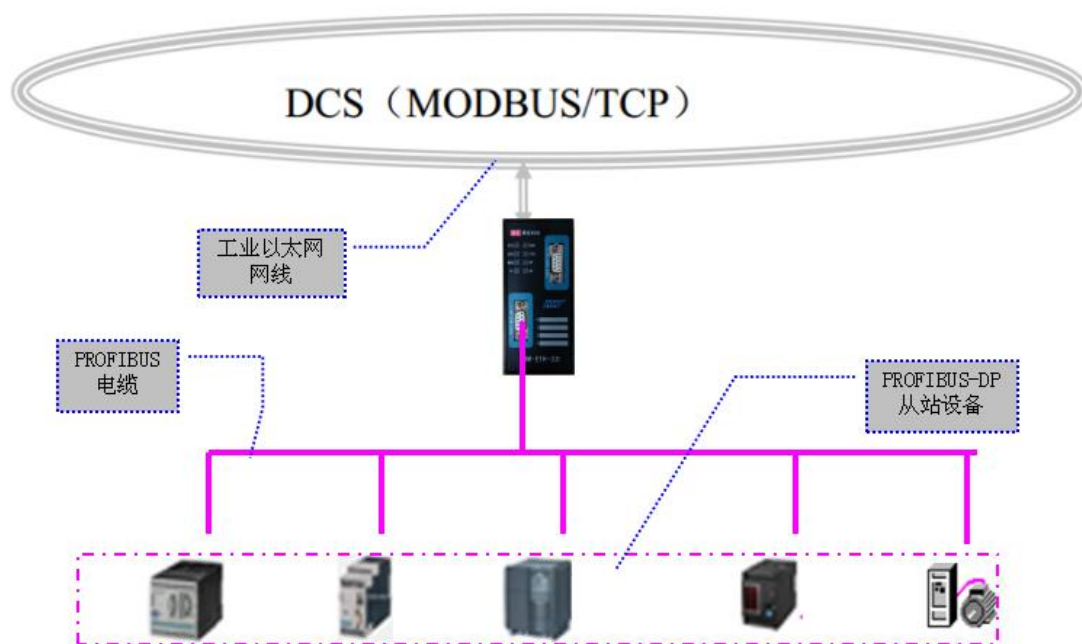 DCS（MODBUS/TCP）
工业以太网
网线
PROFIBUS
电缆
PROFIBUS-DP
从站设备